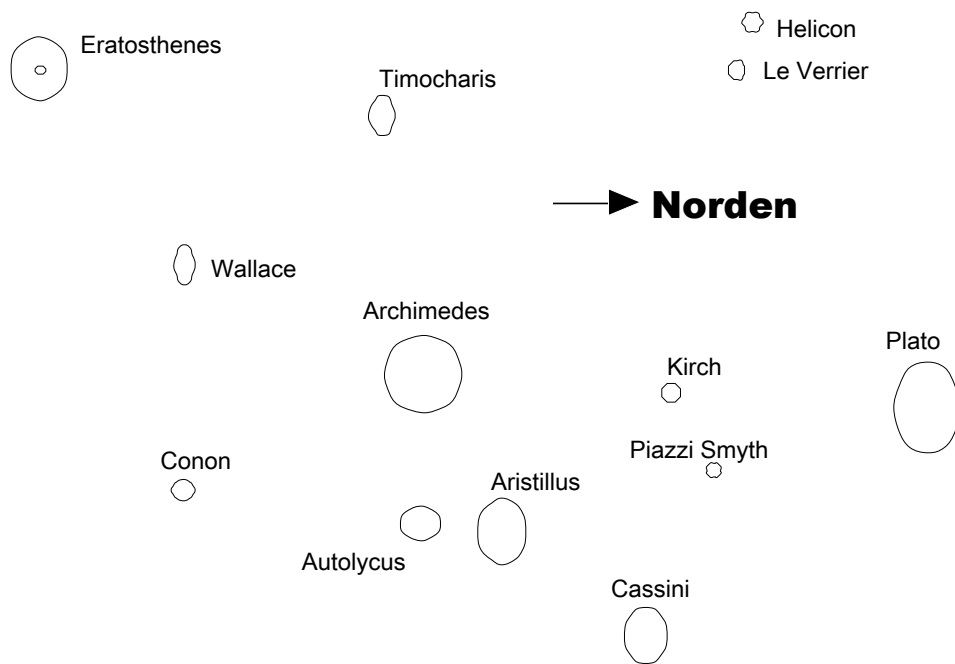 Helicon
Eratosthenes
Le Verrier
Timocharis
Norden
Wallace
Archimedes
Plato
Kirch
Piazzi Smyth
Conon
Aristillus
Autolycus
Cassini